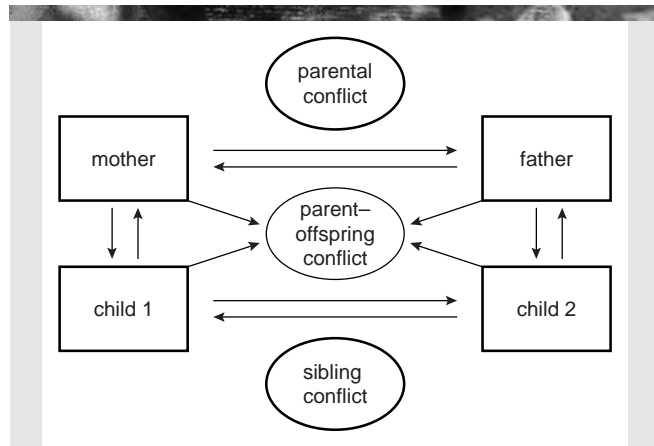 parental
conflict
mother
father
parent–
offspring
conflict
child 1
child 2
sibling
conflict